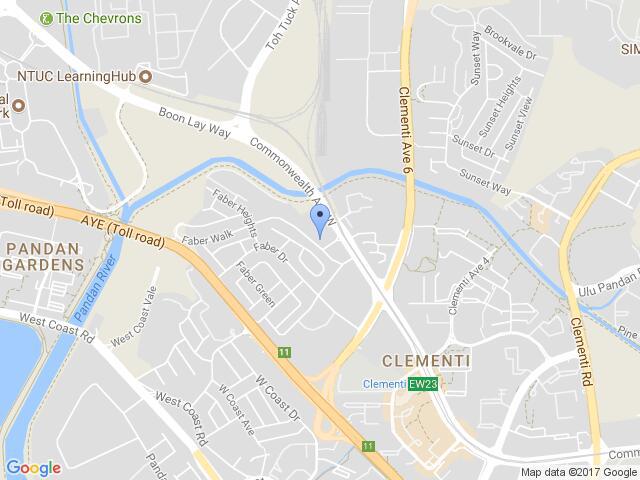 The Chevrons
Toh Tuck R
Brookvale Dr
SIM
NTUC LearningHub
Sunset Way
Sunset Heights
Sunset View
al
rk
Boon Lay Way
Clementi Ave 6
Commonwealth Ave W
Sunset Dr
Sunset Way
(Toll road)
AYE (Toll road)
Faber Heights
Faber Walk
Faber Dr
PANDAN
GARDENS
Pandan River
Faber Green
Clementi Ave 4
Ulu Pandan
West Coast Vale
West Coast Rd
Clementi Rd
Pine
11
CLEMENTI
Clementi EW23
W Coast Dr
W Coast Ave
West Coast Rd
11
Pandan
Comm
Google
Map data ©2017 Google